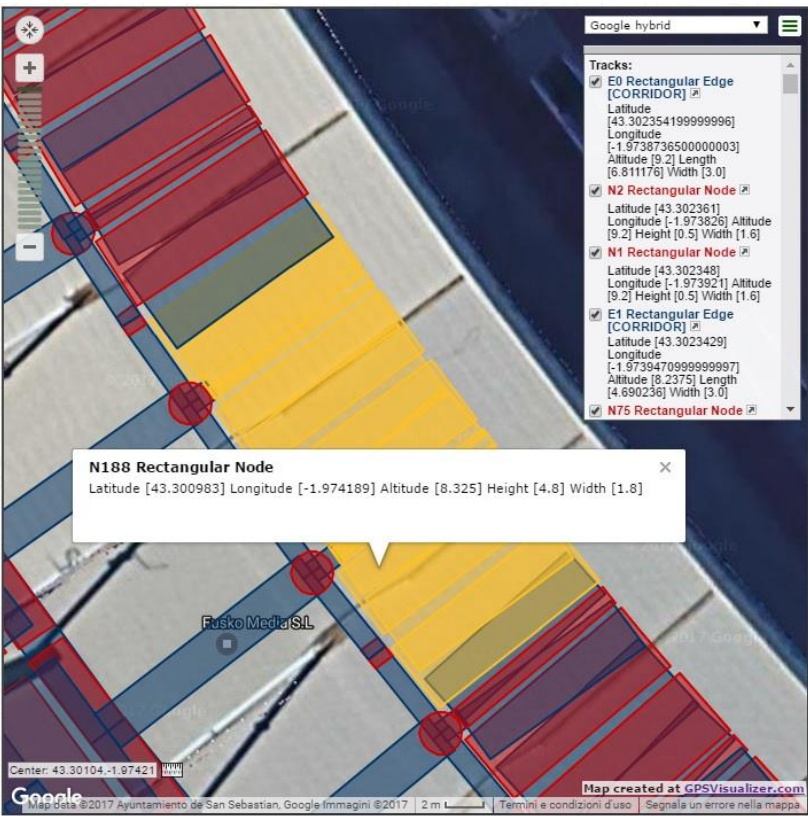 Google hybrid
Tracks:
E0 Rectangular Edge
[CORRIDOR]
Latitude
[43.302354199999996]
Longitude
[-1.9738736500000003]
Altitude [9.2] Length
[6.811176] Width [3.0]
N2 Rectangular Node
Latitude [43.302361]
Longitude [-1.973826] Altitude
[9.2] Height [0.5] Width [1.6]
N1 Rectangular Node
Latitude [43.302348]
Longitude [-1.973921] Altitude
[9.2] Height [0.5] Width [1.6]
E1 Rectangular Edge
[CORRIDOR]
Latitude [43.3023429]
Longitude
[-1.9739470999999997]
Altitude [8.2375] Length
[4.690236] Width [3.0]
N75 Rectangular Node
N188 Rectangular Node
Latitude [43.300983] Longitude [-1.974189] Altitude [8.325] Height [4.8] Width [1.8]
Fusko Media S.L
2017 Google
Center: 43.30104,-1.97421
Map created at GPSVisualizer.com
Google
Map data ©2017 Ayuntamiento de San Sebastian, Google Immagini ©2017
2 m
Termini e condizioni d'uso
Segnala un errore nella mappa